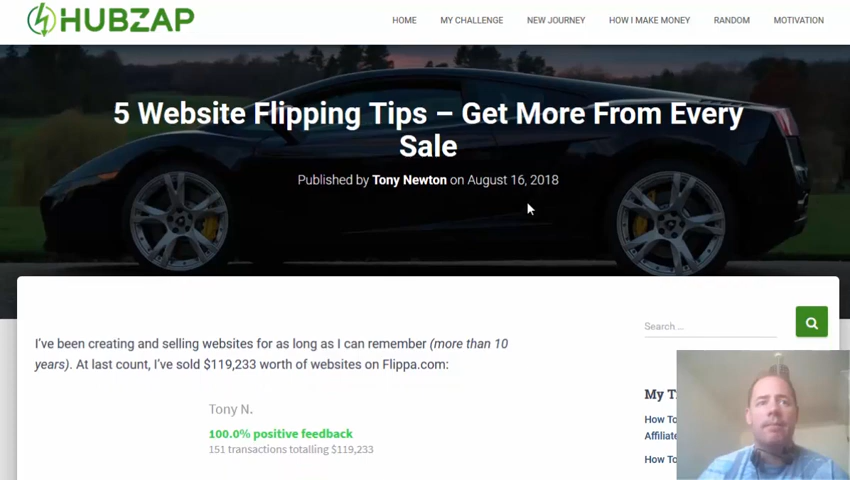 HUBZAP
HOME
MY CHALLENGE
NEW JOURNEY
HOW I MAKE MONEY
RANDOM
MOTIVATION
5 Website Flipping Tips – Get More From Every
Sale
Published by Tony Newton on August 16, 2018
I've been creating and selling websites for as long as I can remember (more than 10
years). At last count, I've sold $119,233 worth of websites on Flippa.com:
Tony N.
100.0% positive feedback
151 transactions totalling $119,233
Search ...
My
How To
Affiliate
How To